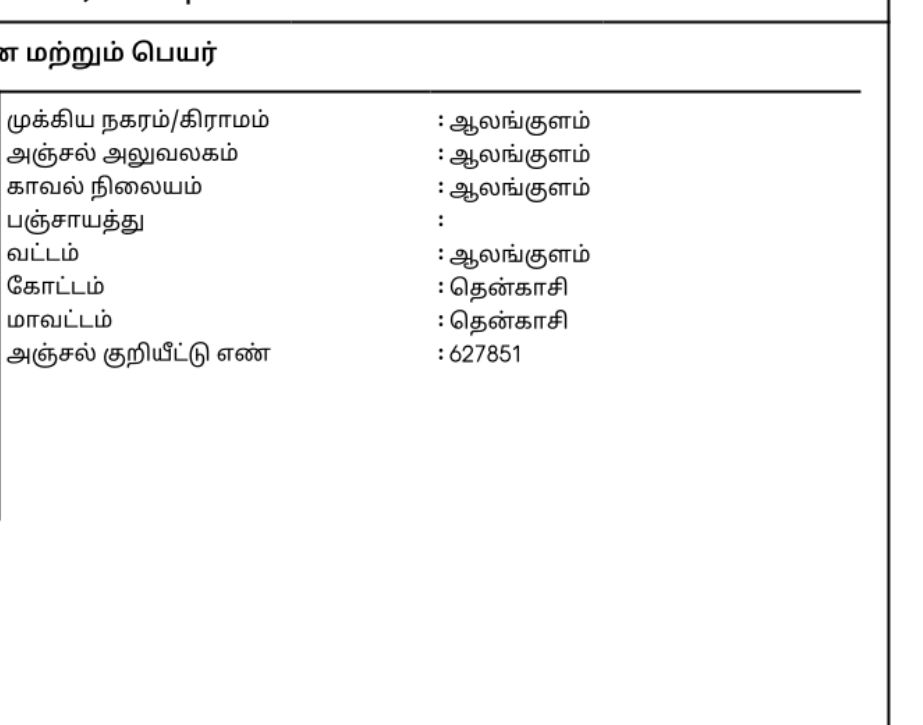 மற்றும் பெயர்
முக்கிய நகரம்/கிராமம் : ஆலங்குளம்
அஞ்சல் அலுவலகம் : ஆலங்குளம்
காவல் நிலையம் : ஆலங்குளம்
பஞ்சாயத்து :
வட்டம் : ஆலங்குளம்
கோட்டம் : தென்காசி
மாவட்டம் : தென்காசி
அஞ்சல் குறியீட்டு எண் : 627851